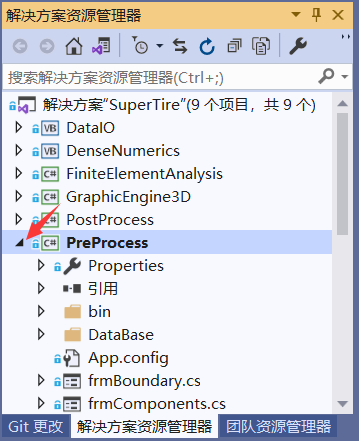 解决方案资源管理器
搜索解决方案资源管理器(Ctrl+;)
解决方案"SuperTire"(9 个项目，共 9 个)
VB DataIO
VB DenseNumerics
C# FiniteElementAnalysis
C# GraphicEngine3D
C# PostProcess
C# PreProcess
Properties
引用
bin
DataBase
App.config
frmBoundary.cs
frmComponents.cs
Git 更改 解决方案资源管理器 团队资源管理器